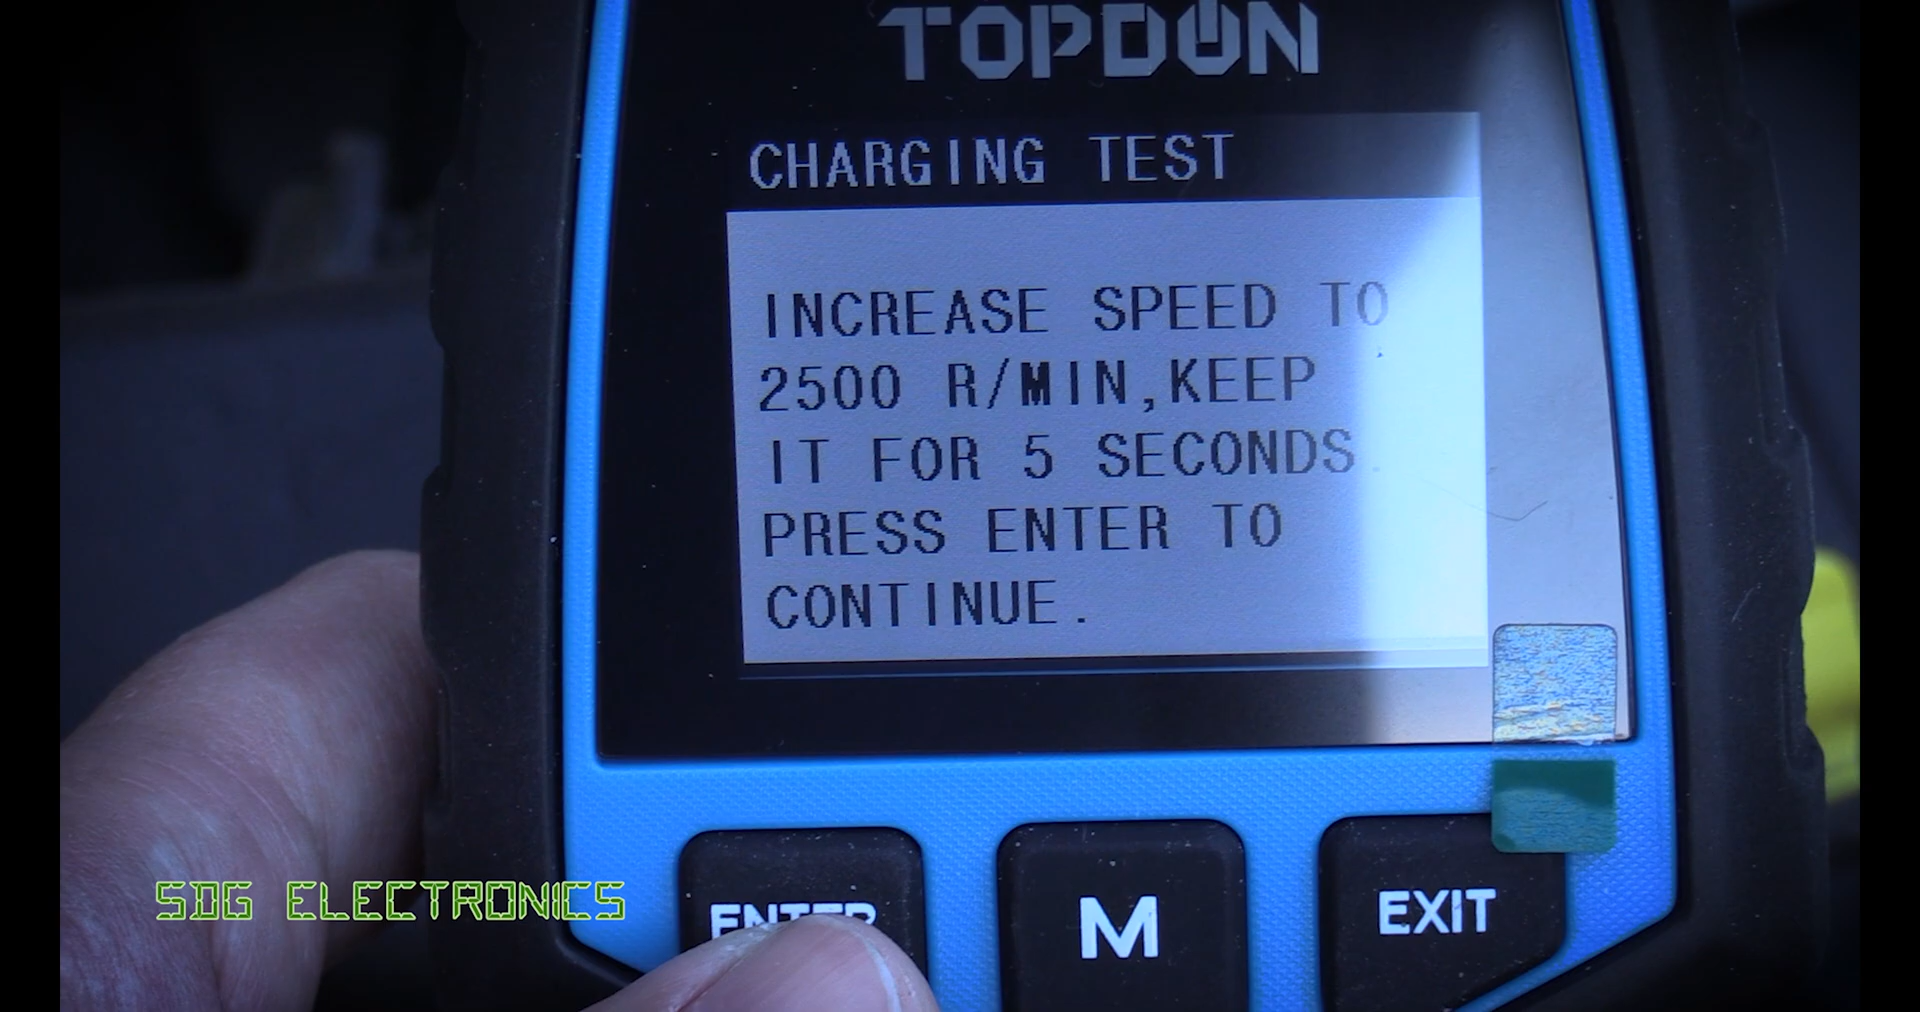 TOPDON
CHARGING TEST
INCREASE SPEED TO
2500 R/MIN,KEEP
IT FOR 5 SECONDS.
PRESS ENTER TO
CONTINUE.
ENTER M EXIT
SDG ELECTRONICS